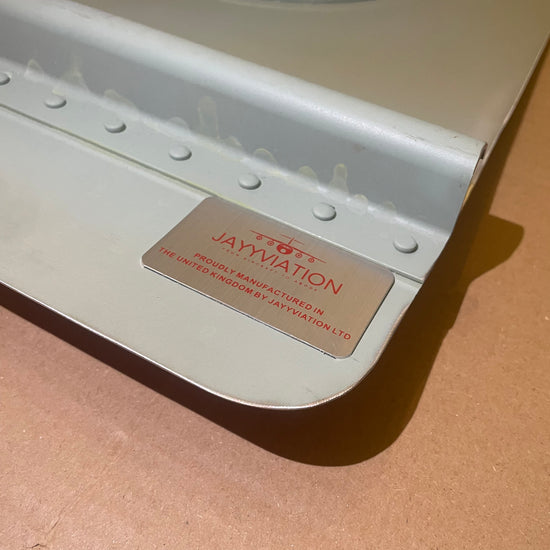 JAYYVIATION
PROUDLY MANUFACTURED IN
THE UNITED KINGDOM BY JAYYVIATION LTD